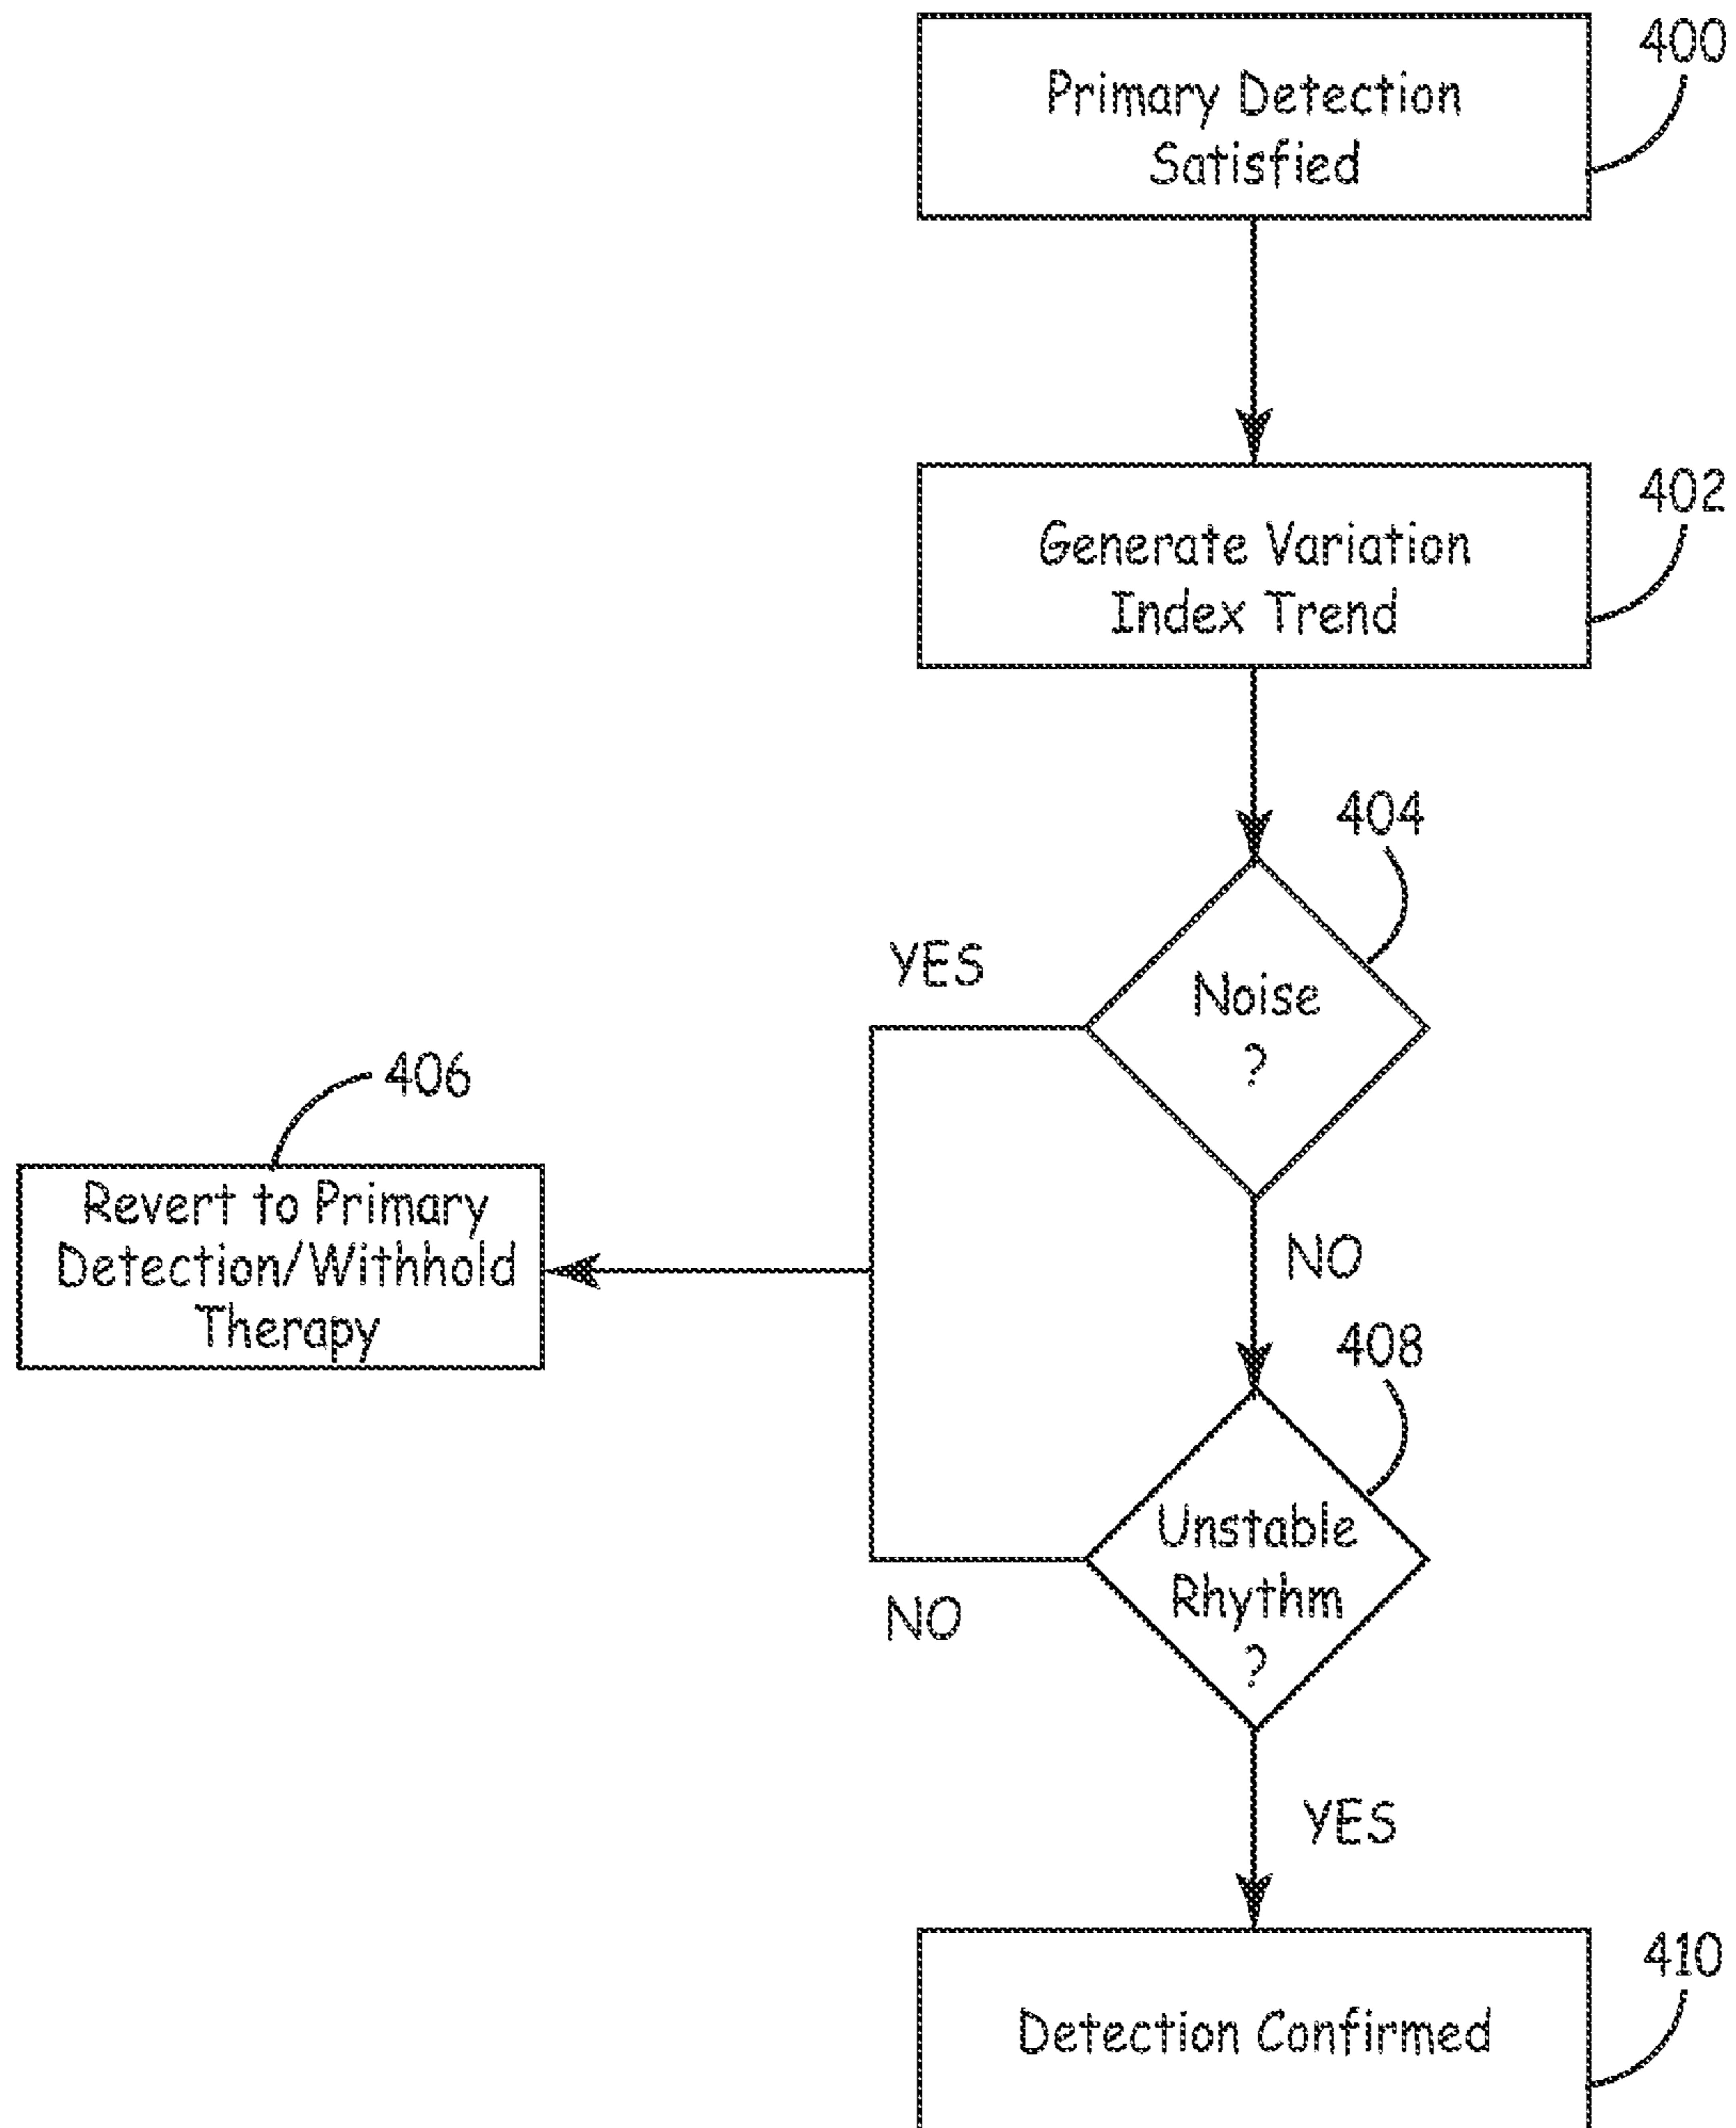 400
Primary Detection
Satisfied
402
Generate Variation
Index Trend
404
YES
Noise
?
406
Revert to Primary
Detection/Withhold
Therapy
NO
408
Unstable
Rhythm
?
NO
YES
410
Detection Confirmed